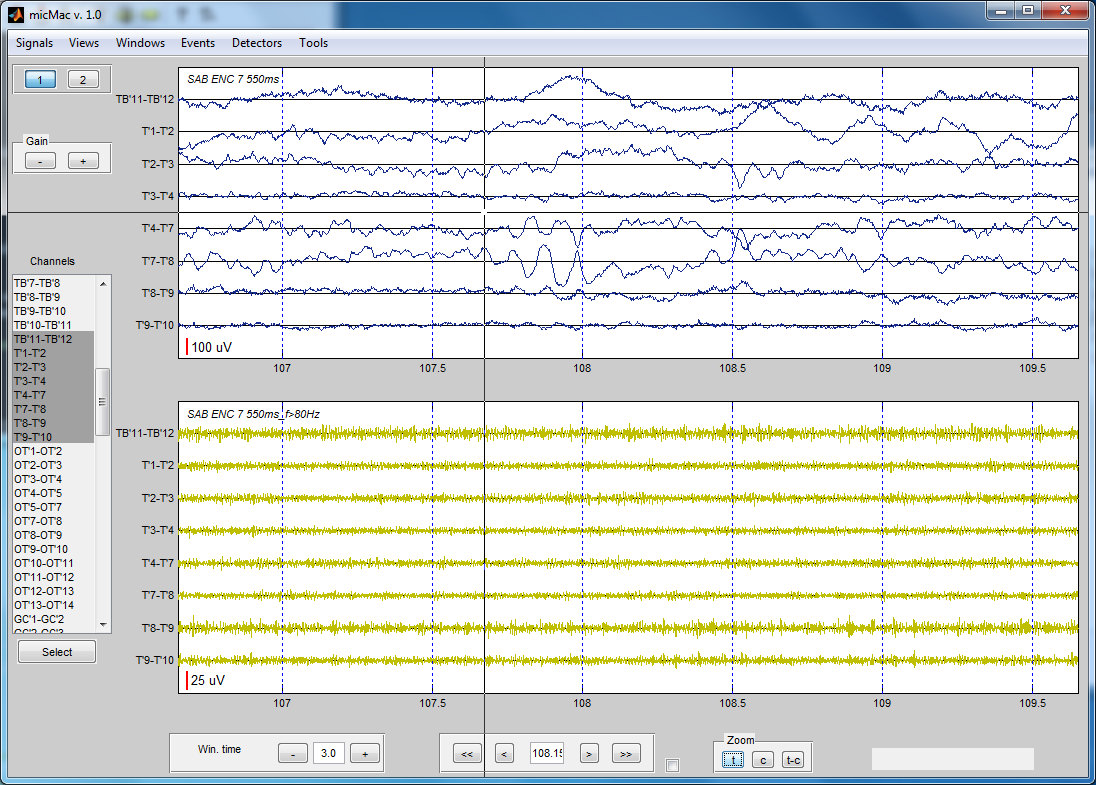 micMac v. 1.0
Signals Views Windows Events Detectors Tools
1 2
Gain
- +
Channels
TB'7-TB'8
TB'8-TB'9
TB'9-TB'10
TB'10-TB'11
TB'11-TB'12
T'1-T'2
T'2-T'3
T'3-T'4
T'4-T'7
T'7-T'8
T'8-T'9
T'9-T'10
OT'1-OT'2
OT'2-OT'3
OT'3-OT'4
OT'4-OT'5
OT'5-OT'7
OT'7-OT'8
OT'8-OT'9
OT'9-OT'10
OT'10-OT'11
OT'11-OT'12
OT'12-OT'13
OT'13-OT'14
GC'1-GC'2
GC'2-GC'3
Select
SAB ENC 7 550ms
TB'11-TB'12
T'1-T'2
T'2-T'3
T'3-T'4
T'4-T'7
T'7-T'8
T'8-T'9
T'9-T'10
100 uV
107 107.5 108 108.5 109 109.5
SAB ENC 7 550ms_f>80Hz
TB'11-TB'12
T'1-T'2
T'2-T'3
T'3-T'4
T'4-T'7
T'7-T'8
T'8-T'9
T'9-T'10
25 uV
107 107.5 108 108.5 109 109.5
Win. time - 3.0 +
<< < 108.15 > >>
Zoom
t c t-c